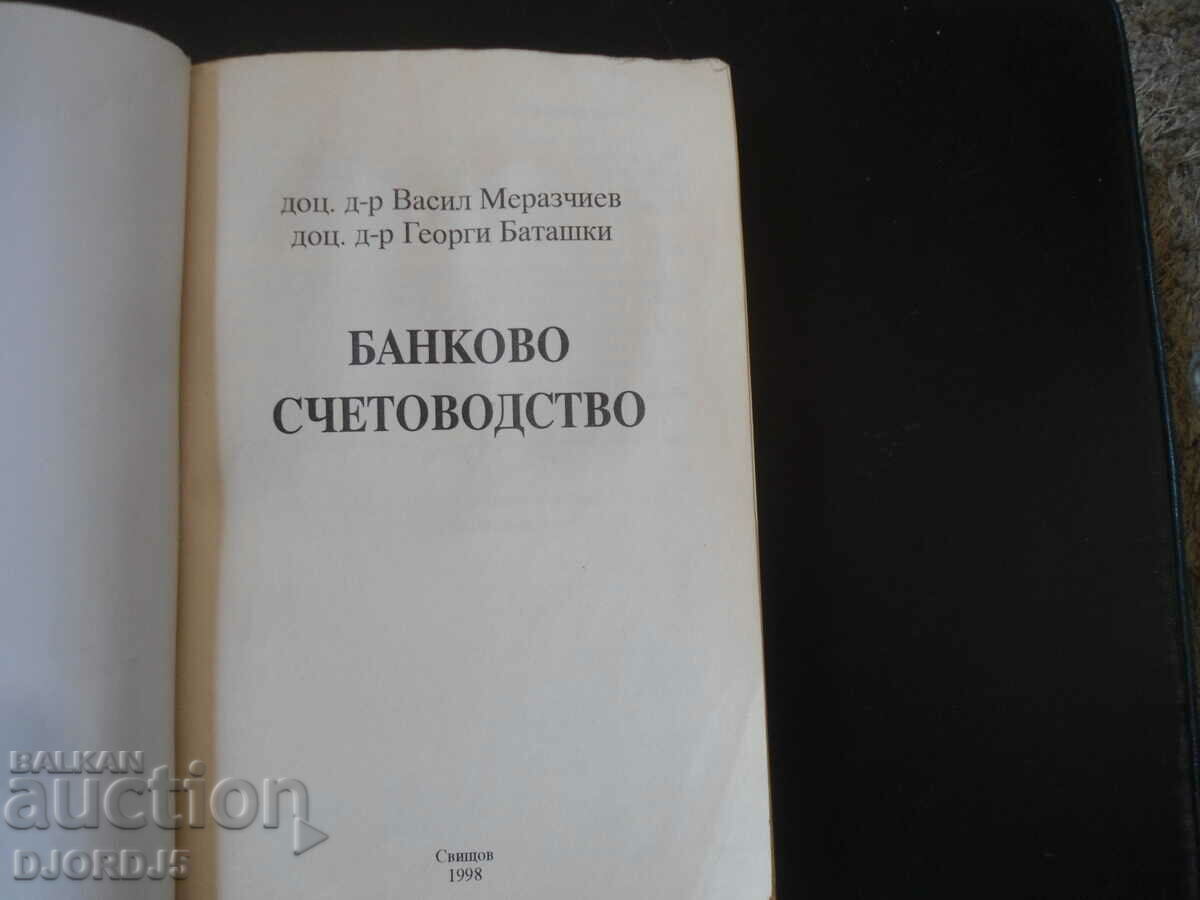 доц. д-р Васил Меразчиев
доц. д-р Георги Баташки
БАНКОВО
СЧЕТОВОДСТВО
Свищов
1998
BALKAN
auction
DJORDJ5